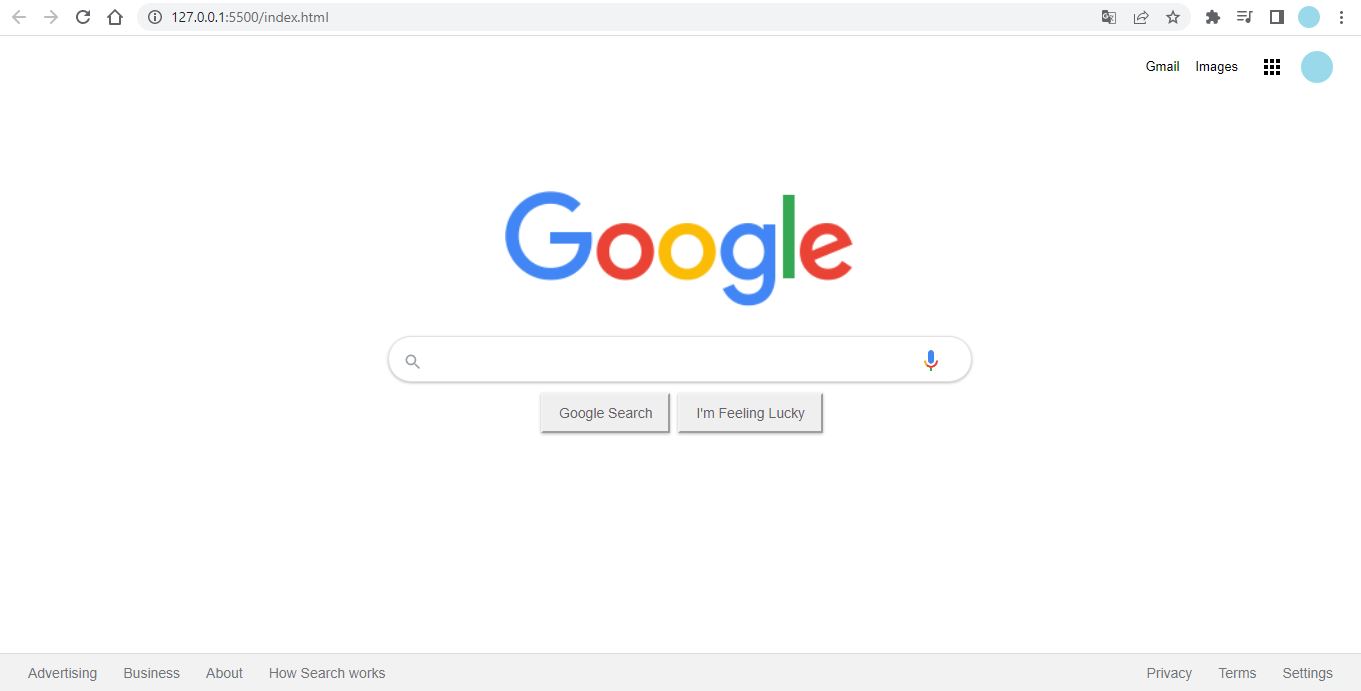 127.0.0.1:5500/index.html
Gmail Images
Google
Google Search I'm Feeling Lucky
Advertising Business About How Search works Privacy Terms Settings